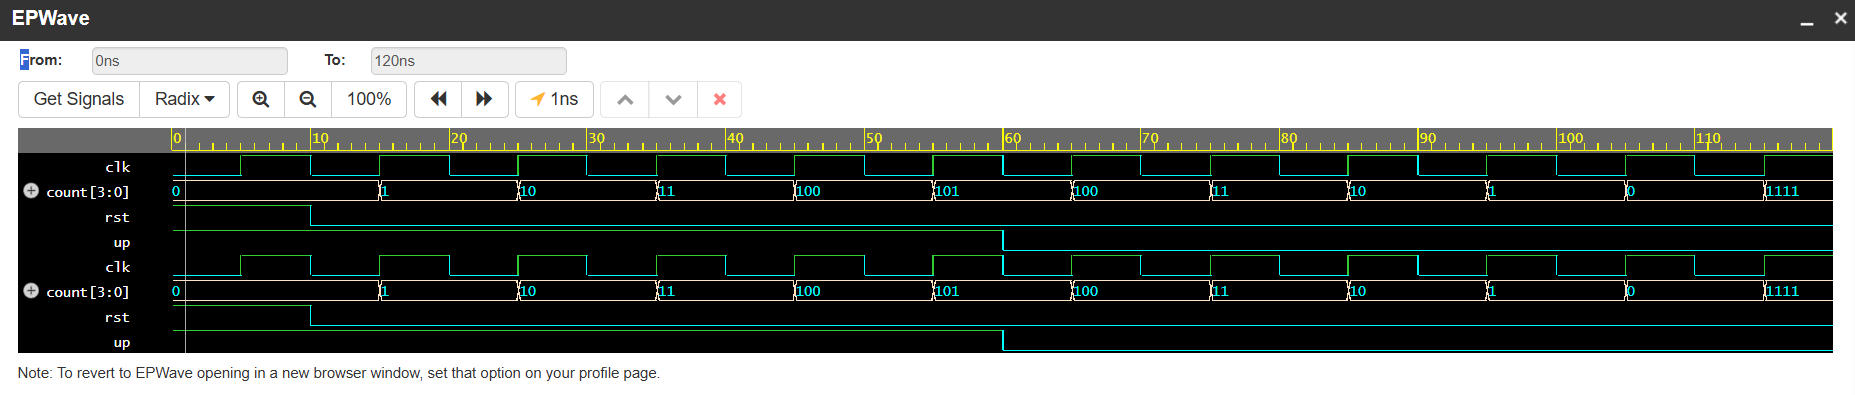 EPWave
From: 0ns To: 120ns
Get Signals Radix 100% 1ns
0 10 20 30 40 50 60 70 80 90 100 110
clk
count[3:0] 0 1 10 11 100 101 100 11 10 1 0 1111
rst
up
clk
count[3:0] 0 1 10 11 100 101 100 11 10 1 0 1111
rst
up
Note: To revert to EPWave opening in a new browser window, set that option on your profile page.